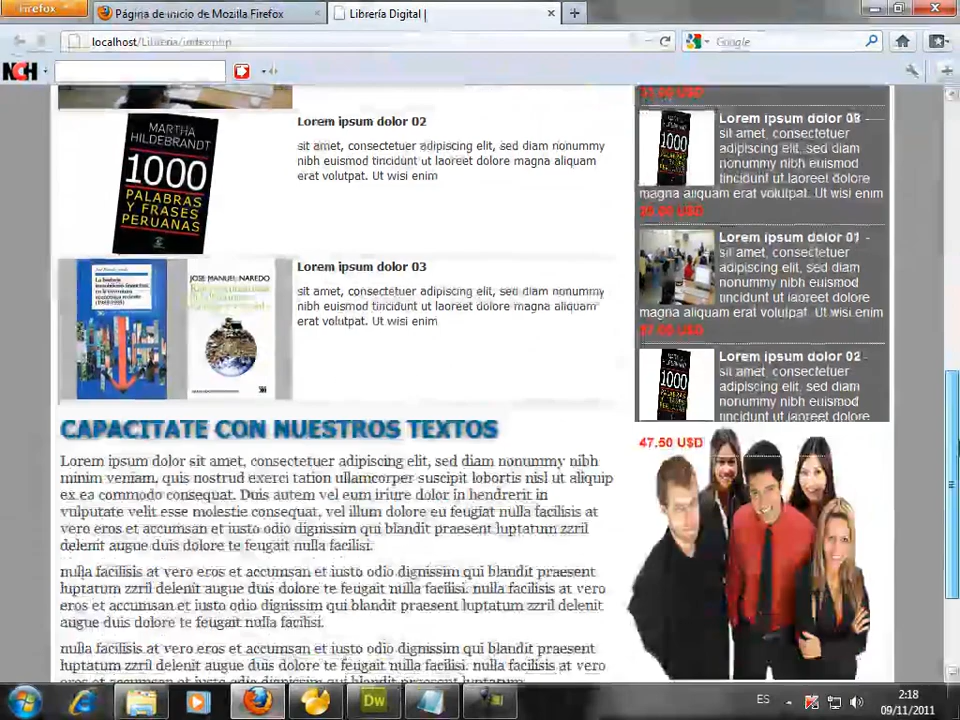 Firefox
Página de inicio de Mozilla Firefox
Librería Digital |
localhost/Libreria/index.php
Google
NCH
MARTHA
HILDEBRANDT
1000
PALABRAS
Y FRASES
PERUANAS
Lorem ipsum dolor 02
sit amet, consectetuer adipiscing elit, sed diam nonummy
nibh euismod tincidunt ut laoreet dolore magna aliquam
erat volutpat. Ut wisi enim
JOSE MANUEL NAREDO
Lorem ipsum dolor 03
sit amet, consectetuer adipiscing elit, sed diam nonummy
nibh euismod tincidunt ut laoreet dolore magna aliquam
erat volutpat. Ut wisi enim
CAPACITATE CON NUESTROS TEXTOS
Lorem ipsum dolor sit amet, consectetuer adipiscing elit, sed diam nonummy nibh
minim veniam, quis nostrud exerci tation ullamcorper suscipit lobortis nisl ut aliquip
ex ea commodo consequat. Duis autem vel eum iriure dolor in hendrerit in
vulputate velit esse molestie consequat, vel illum dolore eu feugiat nulla facilisis at
vero eros et accumsan et iusto odio dignissim qui blandit praesent luptatum zzril
delenit augue duis dolore te feugait nulla facilisi.
nulla facilisis at vero eros et accumsan et iusto odio dignissim qui blandit praesent
luptatum zzril delenit augue duis dolore te feugait nulla facilisi. nulla facilisis at vero
eros et accumsan et iusto odio dignissim qui blandit praesent luptatum zzril delenit
augue duis dolore te feugait nulla facilisi.
nulla facilisis at vero eros et accumsan et iusto odio dignissim qui blandit praesent
luptatum zzril delenit augue duis dolore te feugait nulla facilisi. nulla facilisis at vero
USD
Lorem ipsum dolor 03 -
sit amet, consectetuer
adipiscing elit, sed diam
nonummy nibh euismod
tincidunt ut laoreet dolore
magna aliquam erat volutpat. Ut wisi enim
USD
Lorem ipsum dolor 01 -
sit amet, consectetuer
adipiscing elit, sed diam
nonummy nibh euismod
tincidunt ut laoreet dolore
magna aliquam erat volutpat. Ut wisi enim
USD
1000
Lorem ipsum dolor 02 -
sit amet, consectetuer
adipiscing elit, sed diam
nonummy nibh euismod
tincidunt ut laoreet dolore
47.50 USD
Dw
ES
2:18
09/11/2011